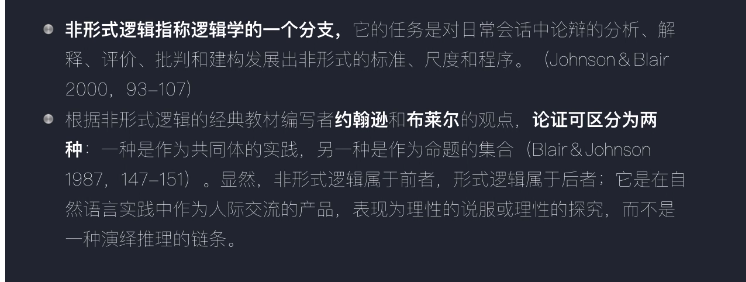 非形式逻辑指称逻辑学的一个分支，它的任务是对日常会话中论辩的分析、解
释、评价、批判和建构发展出非形式的标准、尺度和程序。（Johnson＆Blair
2000，93–107）
根据非形式逻辑的经典教材编写者约翰逊和布莱尔的观点，论证可区分为两
种：一种是作为共同体的实践，另一种是作为命题的集合（Blair＆Johnson
1987，147–151）。显然，非形式逻辑属于前者，形式逻辑属于后者；它是在自
然语言实践中作为人际交流的产品，表现为理性的说服或理性的探究，而不是
一种演绎推理的链条。